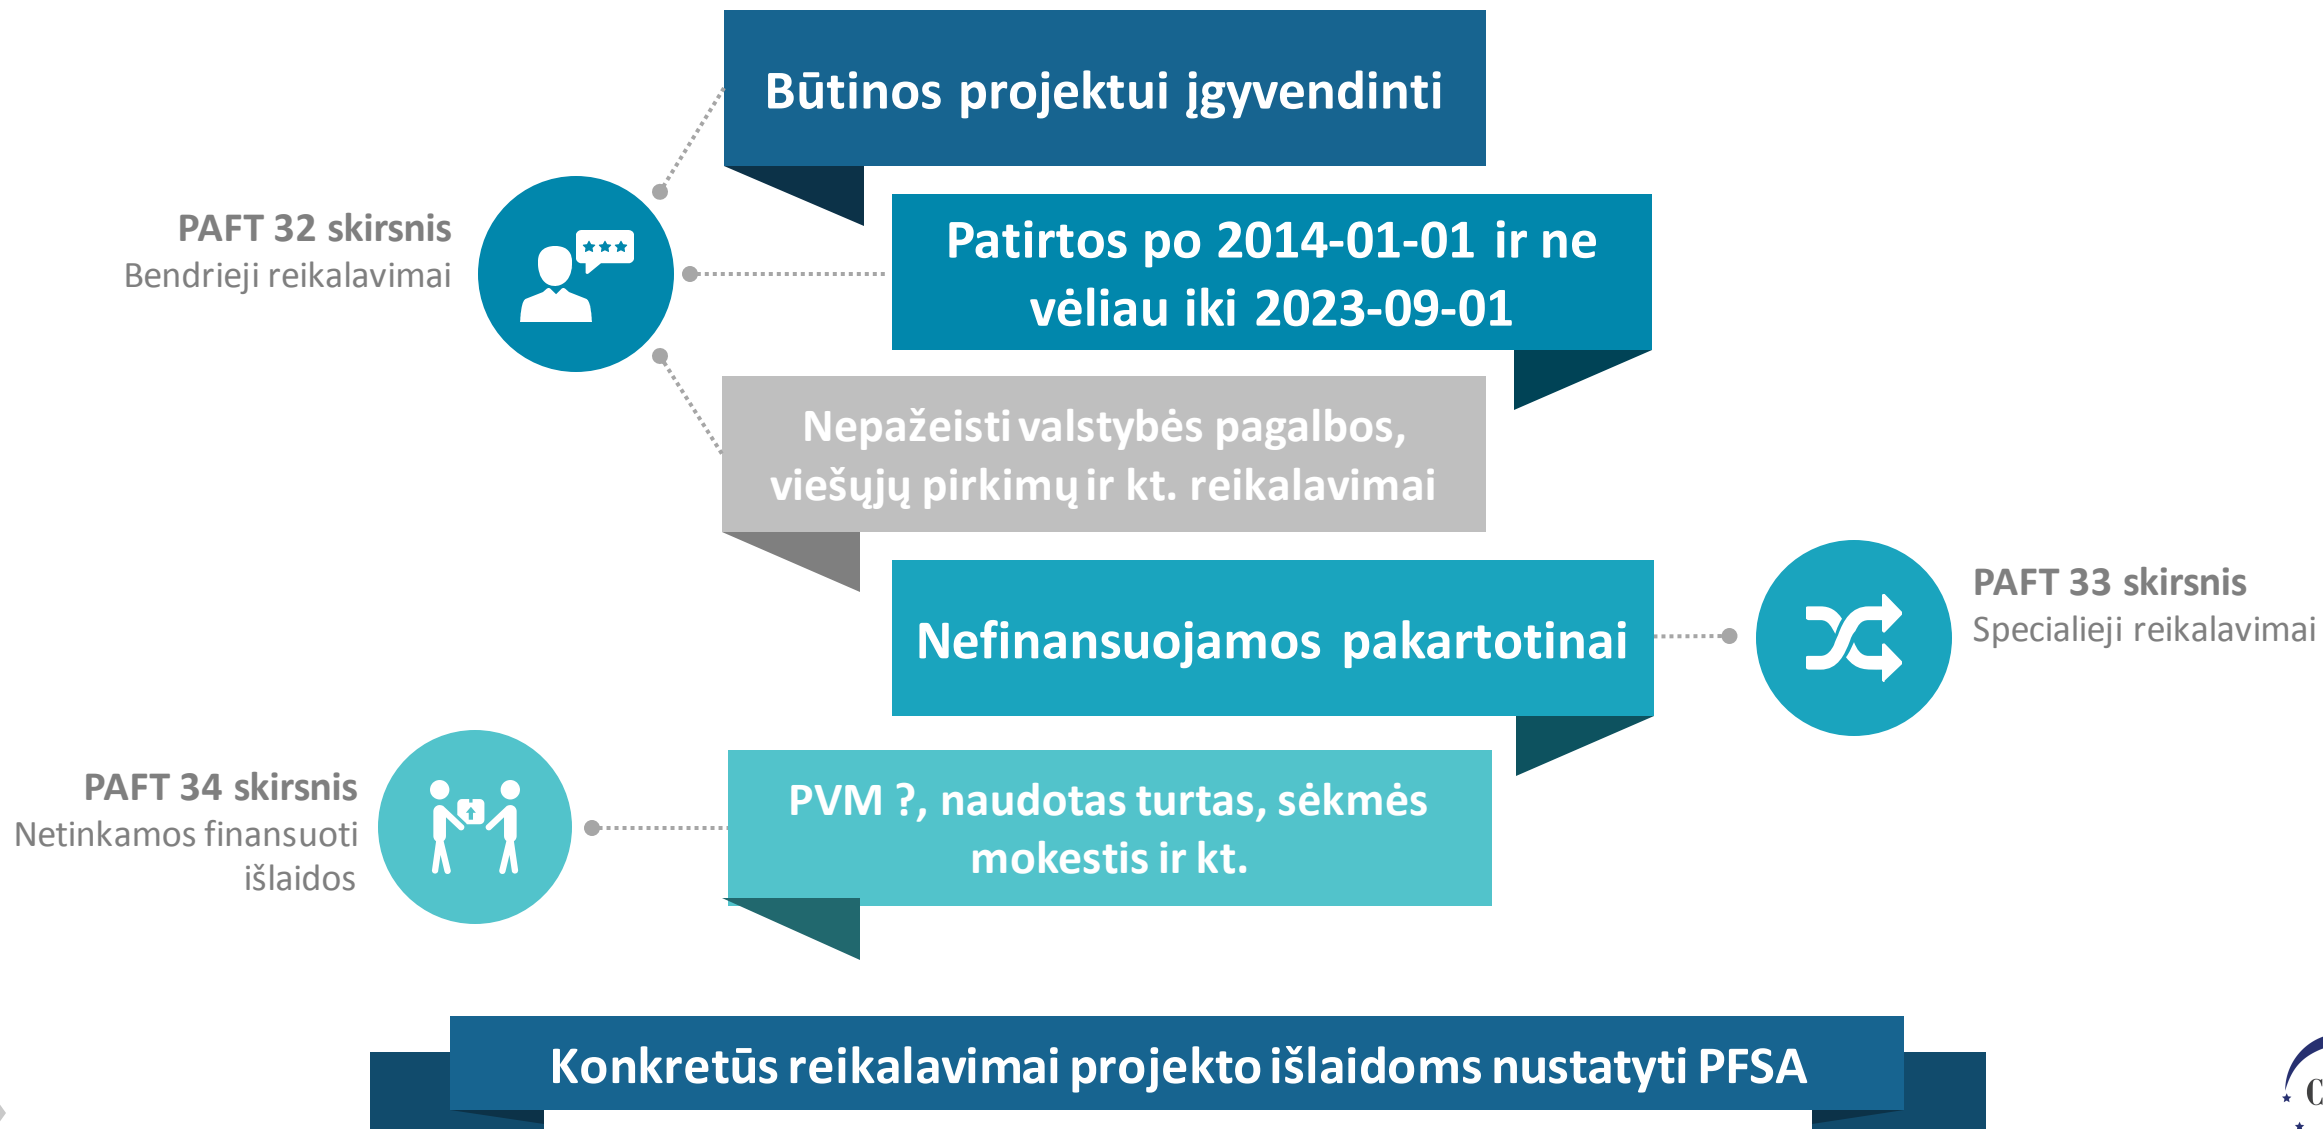 Būtinos projektui įgyvendinti
PAFT 32 skirsnis
Bendrieji reikalavimai
Patirtos po 2014-01-01 ir ne
vėliau iki 2023-09-01
Nepažeisti valstybės pagalbos,
viešųjų pirkimų ir kt. reikalavimai
Nefinansuojamos pakartotinai
PAFT 33 skirsnis
Specialieji reikalavimai
PAFT 34 skirsnis
Netinkamos finansuoti
išlaidos
PVM ?, naudotas turtas, sėkmės
mokestis ir kt.
Konkretūs reikalavimai projekto išlaidoms nustatyti PFSA